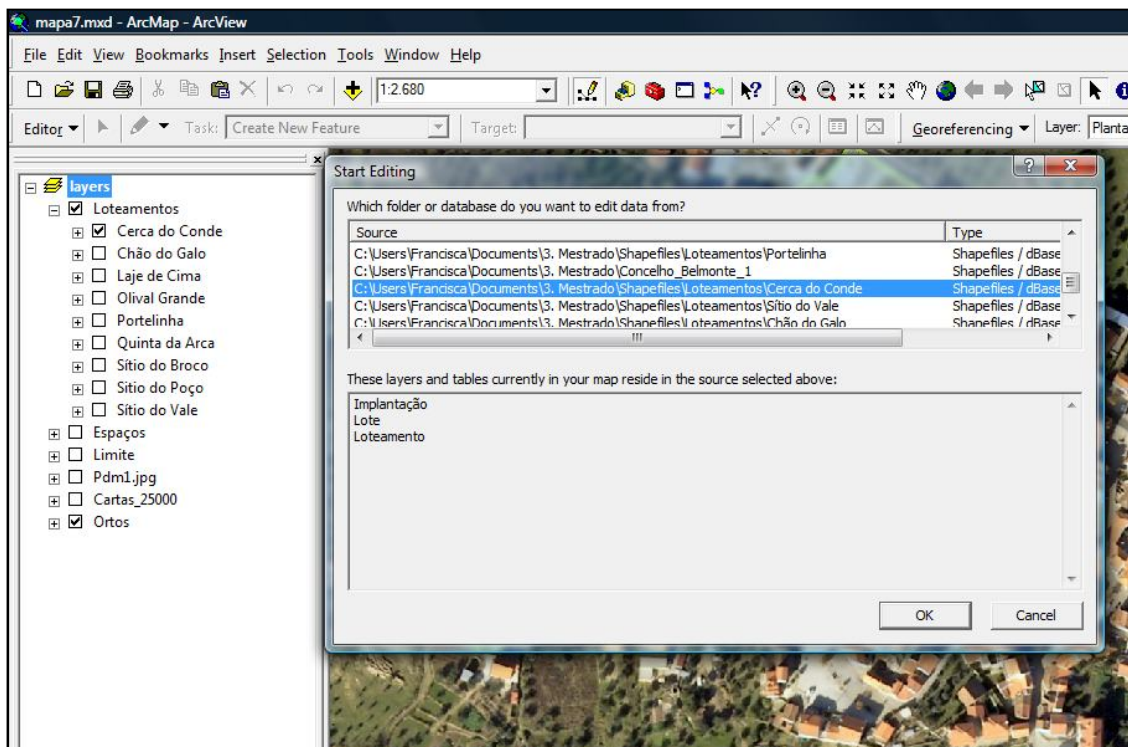 mapa7.mxd - ArcMap - ArcView
File Edit View Bookmarks Insert Selection Tools Window Help
1:2.680
Editor Task: Create New Feature Target: Georeferencing Layer: Planta
layers
Loteamentos
Cerca do Conde
Chão do Galo
Laje de Cima
Olival Grande
Portelinha
Quinta da Arca
Sítio do Broco
Sitio do Poço
Sítio do Vale
Espaços
Limite
Pdm1.jpg
Cartas_25000
Ortos
Start Editing
Which folder or database do you want to edit data from?
Source Type
C:\Users\Francisca\Documents\3. Mestrado\Shapefiles\Loteamentos\Portelinha Shapefiles / dBase
C:\Users\Francisca\Documents\3. Mestrado\Concelho_Belmonte_1 Shapefiles / dBase
C:\Users\Francisca\Documents\3. Mestrado\Shapefiles\Loteamentos\Cerca do Conde Shapefiles / dBase
C:\Users\Francisca\Documents\3. Mestrado\Shapefiles\Loteamentos\Sítio do Vale Shapefiles / dBase
C:\Users\Francisca\Documents\3. Mestrado\Shapefiles\Loteamentos\Chão do Galo Shapefiles / dBase
These layers and tables currently in your map reside in the source selected above:
Implantação
Lote
Loteamento
OK Cancel